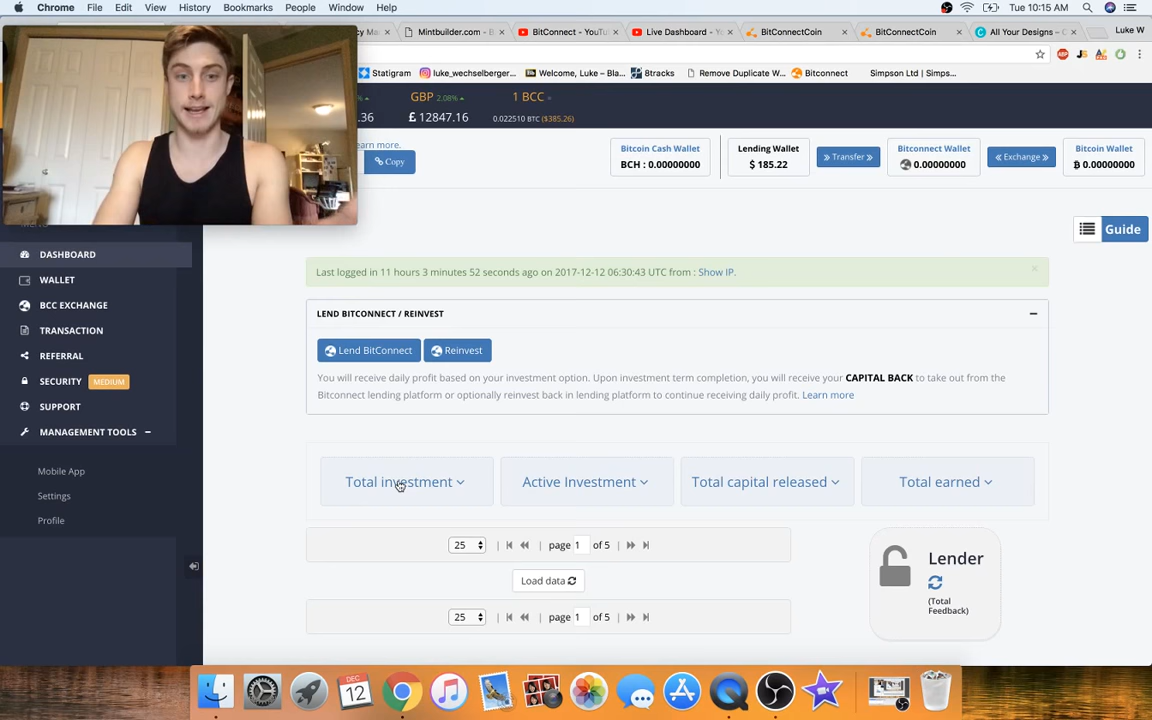 Chrome File Edit View History Bookmarks People Window Help Tue 10:15 AM
Mintbuilder.com - B BitConnect - YouTu Live Dashboard - Yo BitConnectCoin BitConnectCoin All Your Designs - C Luke W
Statigram luke_wechselberger... Welcome, Luke – Bla... Btracks Remove Duplicate W... Bitconnect Simpson Ltd | Simps...
GBP 2.08% 1 BCC =
.36 £ 12847.16 0.022510 BTC ($385.26)
earn more.
Copy
Bitcoin Cash Wallet
BCH : 0.00000000
Lending Wallet
$ 185.22
Transfer
Bitconnect Wallet
0.00000000
Exchange
Bitcoin Wallet
0.00000000
Guide
DASHBOARD
WALLET
BCC EXCHANGE
TRANSACTION
REFERRAL
SECURITY MEDIUM
SUPPORT
MANAGEMENT TOOLS –
Mobile App
Settings
Profile
Last logged in 11 hours 3 minutes 52 seconds ago on 2017-12-12 06:30:43 UTC from : Show IP.
LEND BITCONNECT / REINVEST
Lend BitConnect Reinvest
You will receive daily profit based on your investment option. Upon investment term completion, you will receive your CAPITAL BACK to take out from the
Bitconnect lending platform or optionally reinvest back in lending platform to continue receiving daily profit. Learn more
Total investment Active Investment Total capital released Total earned
25 | page 1 of 5 |
Load data
25 | page 1 of 5 |
Lender
(Total
Feedback)
DEC
12